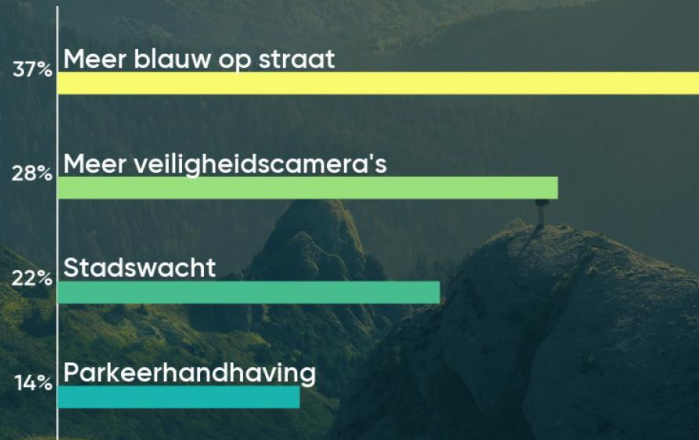 Meer blauw op straat
37%
Meer veiligheidscamera's
28%
Stadswacht
22%
Parkeerhandhaving
14%